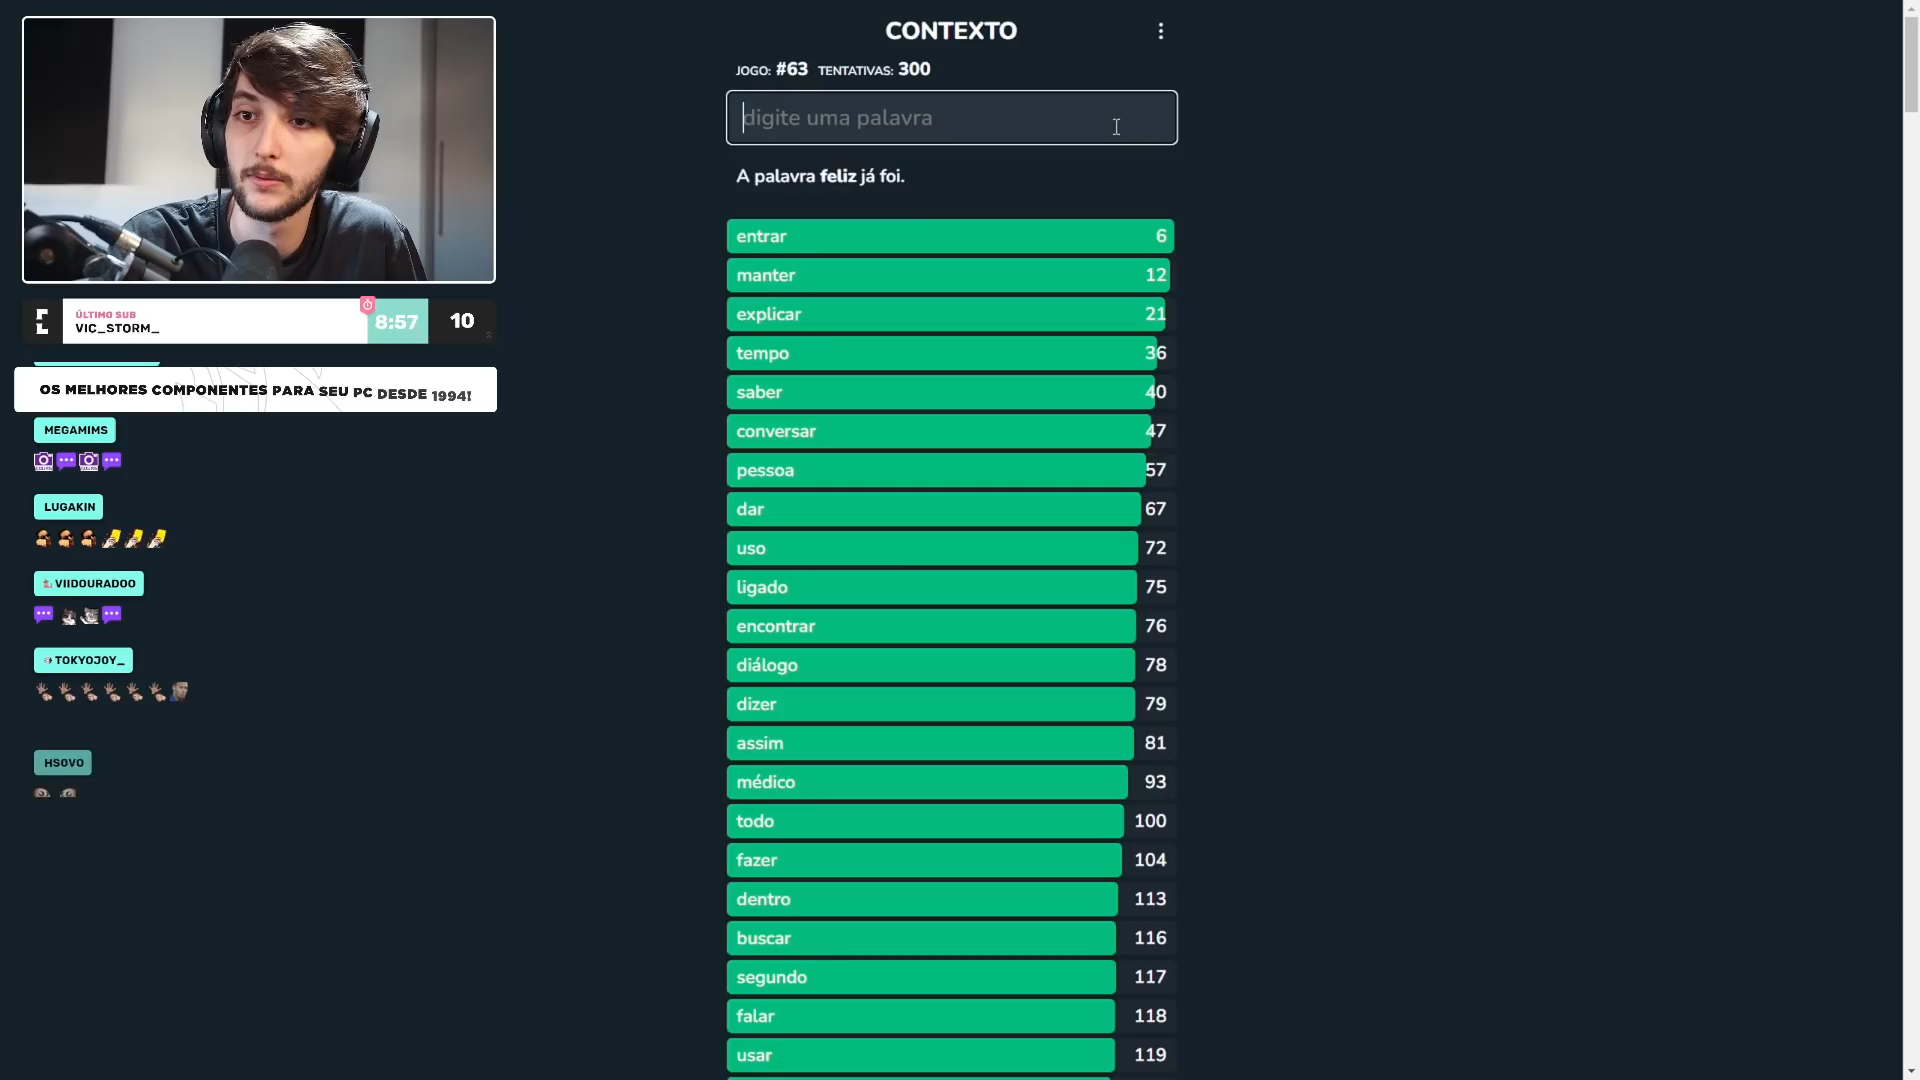 CONTEXTO
JOGO: #63 TENTATIVAS: 300
digite uma palavra
A palavra feliz já foi.
entrar 6
manter 12
explicar 21
tempo 36
saber 40
conversar 47
pessoa 57
dar 67
uso 72
ligado 75
encontrar 76
diálogo 78
dizer 79
assim 81
médico 93
todo 100
fazer 104
dentro 113
buscar 116
segundo 117
falar 118
usar 119
ÚLTIMO SUB
VIC_STORM_
8:57
10
OS MELHORES COMPONENTES PARA SEU PC DESDE 1994!
MEGAMIMS
LUGAKIN
VIIDOURADOO
TOKYOJOY_
HSOVO